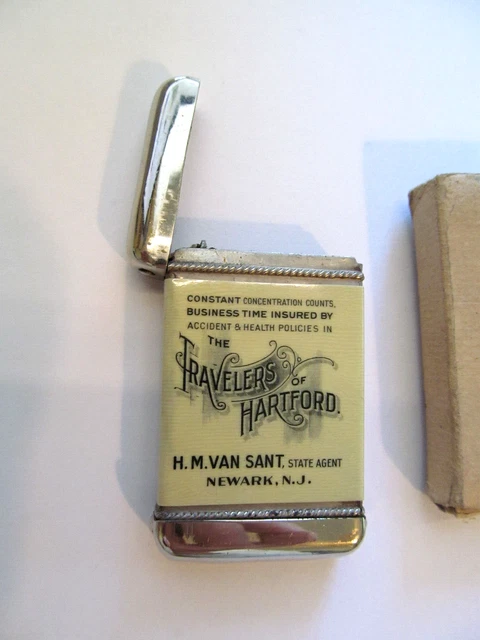 CONSTANT CONCENTRATION COUNTS,
BUSINESS TIME INSURED BY
ACCIDENT & HEALTH POLICIES IN
THE
TRAVELERS
OF
HARTFORD.
H.M. VAN SANT, STATE AGENT
NEWARK, N.J.